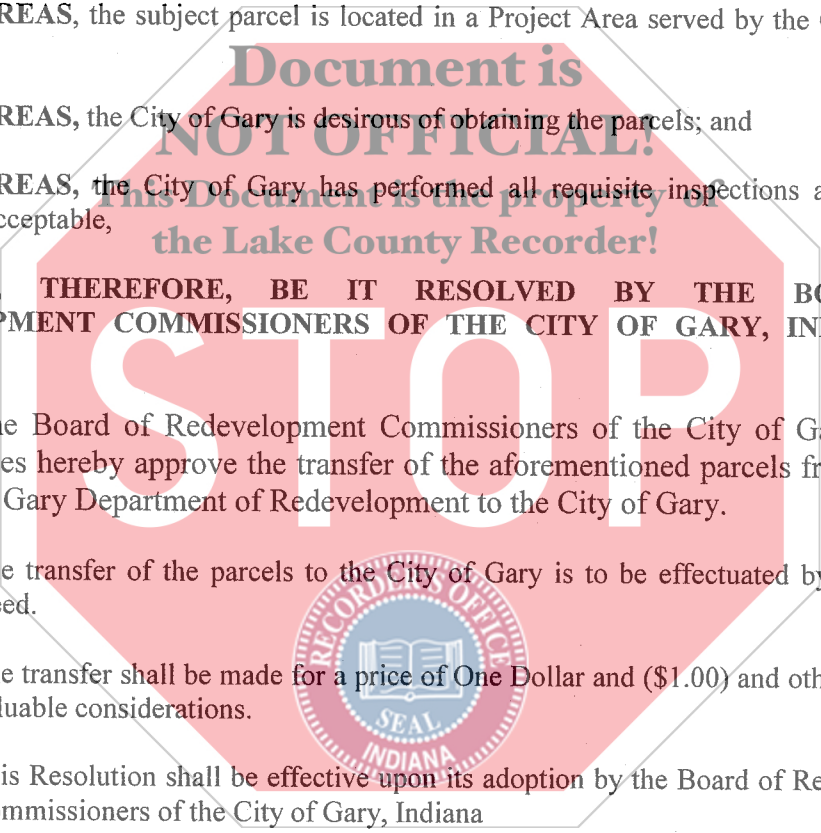 REAS, the subject parcel is located in a Project Area served by the
Document is
REAS, the City of Gary is desirous of obtaining the parcels; and
NOT OFFICIAL!
REAS, the City of Gary has performed all requisite inspections a
This Document is the property of
cceptable,
the Lake County Recorder!
THEREFORE, BE IT RESOLVED BY THE BO
PMENT COMMISSIONERS OF THE CITY OF GARY, IN
STOP
e Board of Redevelopment Commissioners of the City of Ga
es hereby approve the transfer of the aforementioned parcels fr
Gary Department of Redevelopment to the City of Gary.
e transfer of the parcels to the City of Gary is to be effectuated by
eed.
RECORDER'S OFFICE
e transfer shall be made for a price of One Dollar and ($1.00) and oth
luable considerations.
SEAL
INDIANA
is Resolution shall be effective upon its adoption by the Board of Re
mmissioners of the City of Gary, Indiana